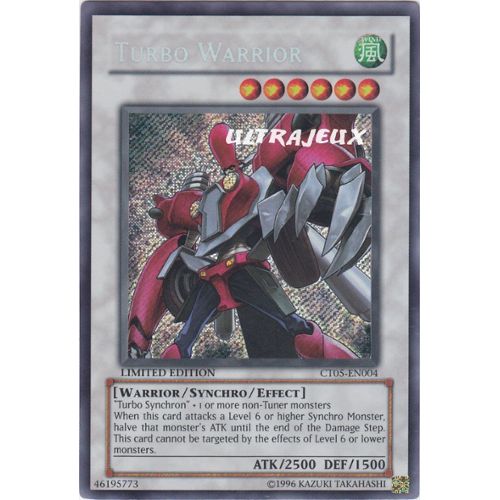 Turbo Warrior
WIND
風
ULTRAJEUX
LIMITED EDITION
CT05-EN004
[WARRIOR/SYNCHRO/EFFECT]
"Turbo Synchron" + 1 or more non-Tuner monsters
When this card attacks a Level 6 or higher Synchro Monster,
halve that monster's ATK until the end of the Damage Step.
This card cannot be targeted by the effects of Level 6 or lower
monsters.
ATK/2500 DEF/1500
46195773
©1996 KAZUKI TAKAHASHI